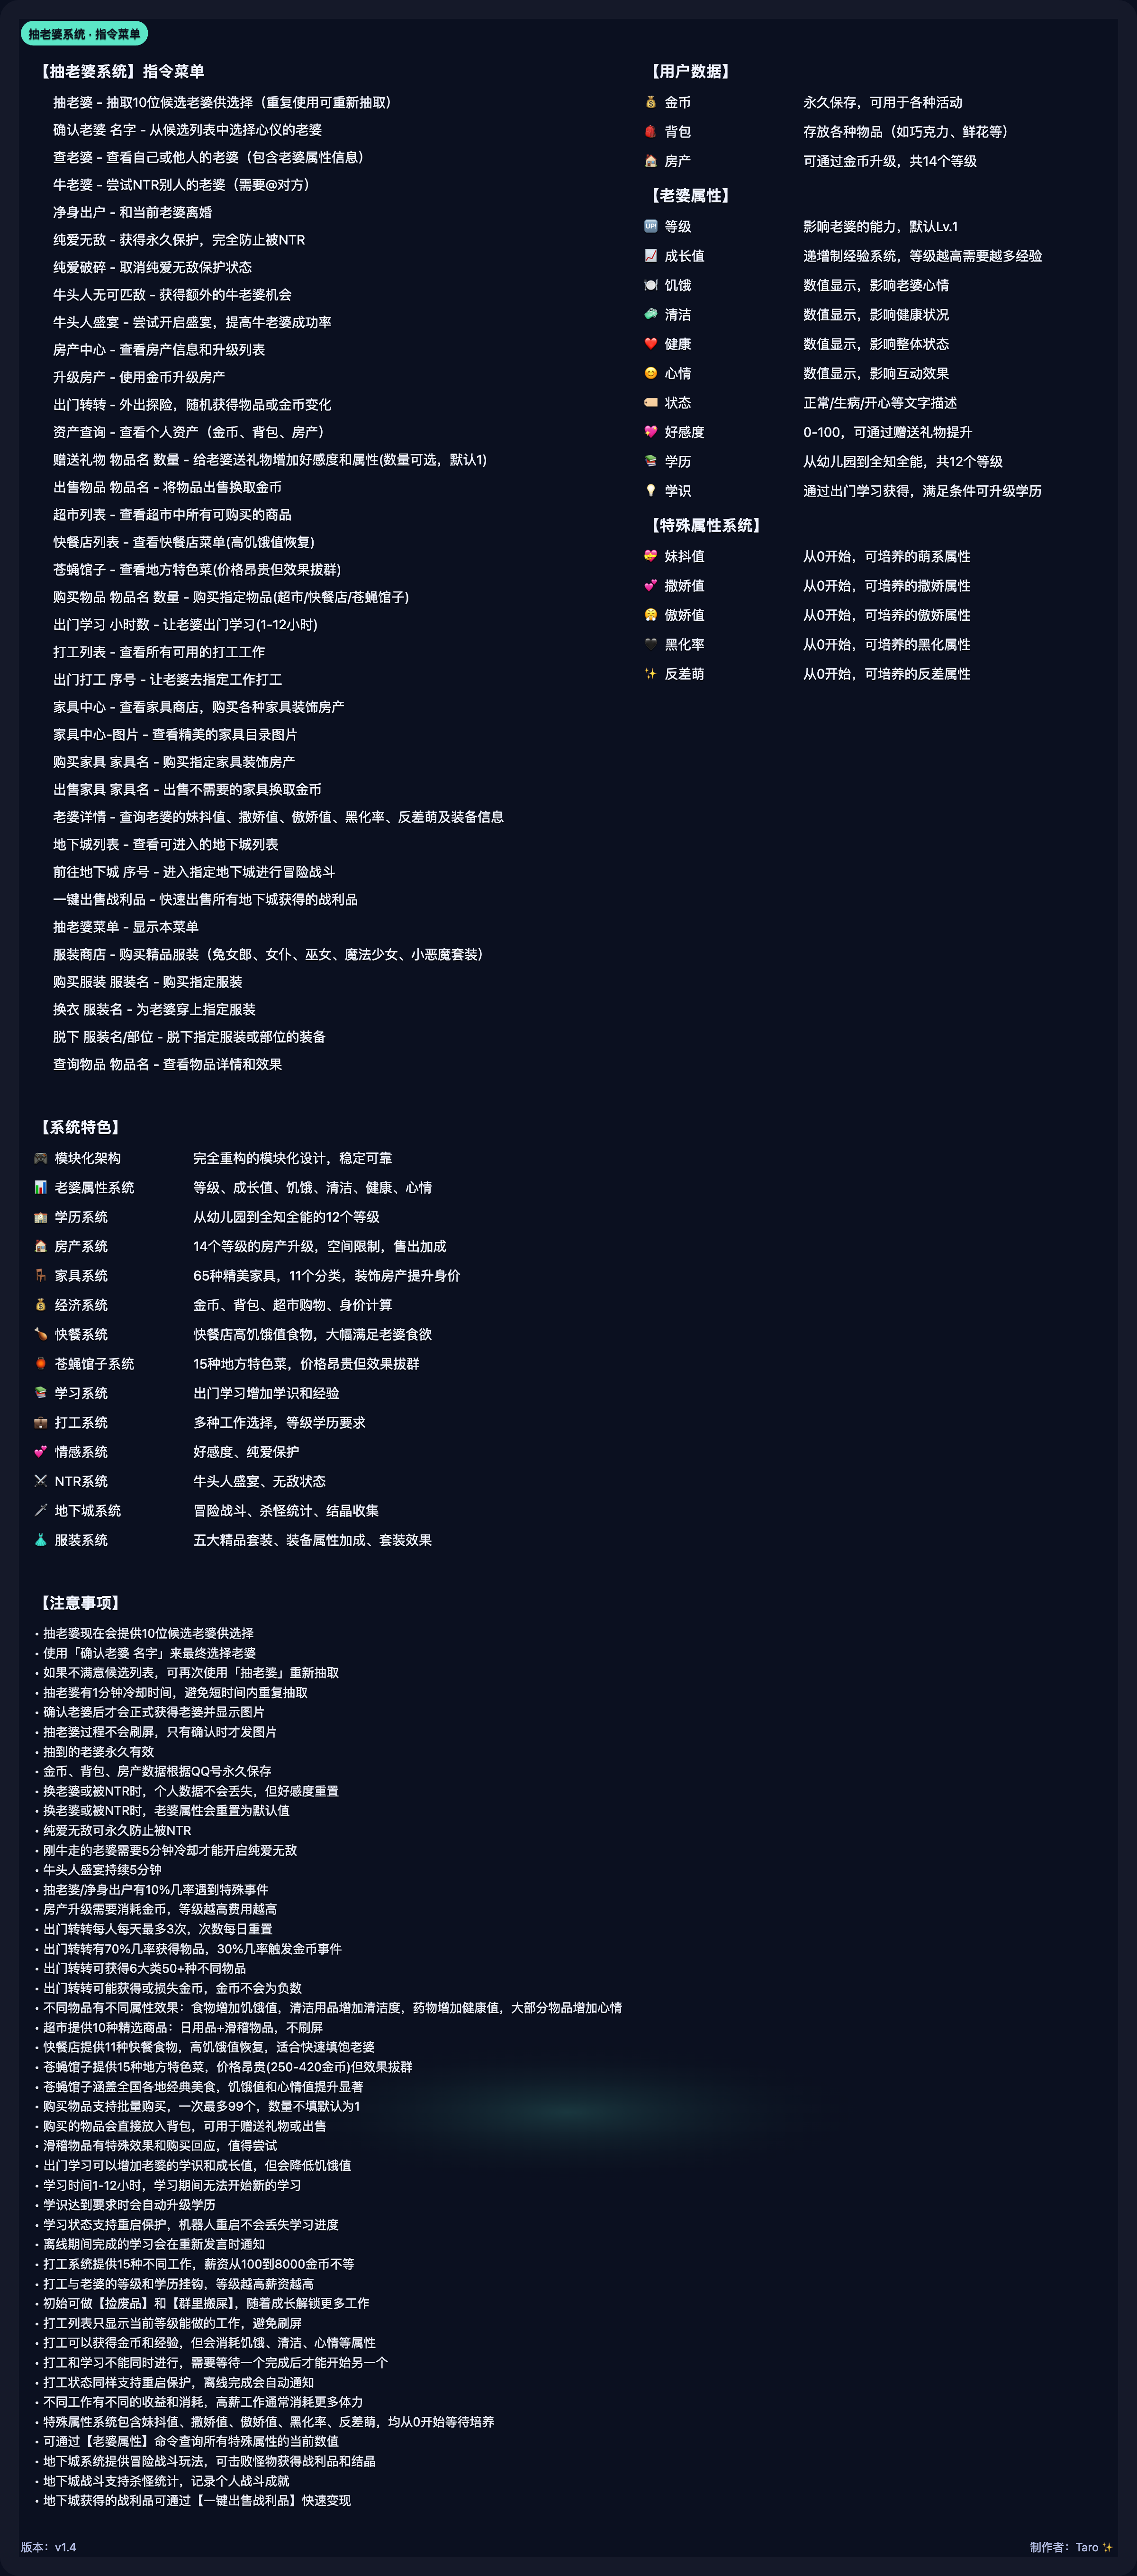 抽老婆系统 · 指令菜单
【抽老婆系统】指令菜单
抽老婆 - 抽取10位候选老婆供选择（重复使用可重新抽取）
确认老婆 名字 - 从候选列表中选择心仪的老婆
查老婆 - 查看自己或他人的老婆（包含老婆属性信息）
牛老婆 - 尝试NTR别人的老婆（需要@对方）
净身出户 - 和当前老婆离婚
纯爱无敌 - 获得永久保护，完全防止被NTR
纯爱破碎 - 取消纯爱无敌保护状态
牛头人无可匹敌 - 获得额外的牛老婆机会
牛头人盛宴 - 尝试开启盛宴，提高牛老婆成功率
房产中心 - 查看房产信息和升级列表
升级房产 - 使用金币升级房产
出门转转 - 外出探险，随机获得物品或金币变化
资产查询 - 查看个人资产（金币、背包、房产）
赠送礼物 物品名 数量 - 给老婆送礼物增加好感度和属性(数量可选，默认1)
出售物品 物品名 - 将物品出售换取金币
超市列表 - 查看超市中所有可购买的商品
快餐店列表 - 查看快餐店菜单(高饥饿值恢复)
苍蝇馆子 - 查看地方特色菜(价格昂贵但效果拔群)
购买物品 物品名 数量 - 购买指定物品(超市/快餐店/苍蝇馆子)
出门学习 小时数 - 让老婆出门学习(1-12小时)
打工列表 - 查看所有可用的打工工作
出门打工 序号 - 让老婆去指定工作打工
家具中心 - 查看家具商店，购买各种家具装饰房产
家具中心-图片 - 查看精美的家具目录图片
购买家具 家具名 - 购买指定家具装饰房产
出售家具 家具名 - 出售不需要的家具换取金币
老婆详情 - 查询老婆的妹抖值、撒娇值、傲娇值、黑化率、反差萌及装备信息
地下城列表 - 查看可进入的地下城列表
前往地下城 序号 - 进入指定地下城进行冒险战斗
一键出售战利品 - 快速出售所有地下城获得的战利品
抽老婆菜单 - 显示本菜单
服装商店 - 购买精品服装（兔女郎、女仆、巫女、魔法少女、小恶魔套装）
购买服装 服装名 - 购买指定服装
换衣 服装名 - 为老婆穿上指定服装
脱下 服装名/部位 - 脱下指定服装或部位的装备
查询物品 物品名 - 查看物品详情和效果
【用户数据】
💰 金币 永久保存，可用于各种活动
🎒 背包 存放各种物品（如巧克力、鲜花等）
🏠 房产 可通过金币升级，共14个等级
【老婆属性】
🆙 等级 影响老婆的能力，默认Lv.1
📈 成长值 递增制经验系统，等级越高需要越多经验
🍽️ 饥饿 数值显示，影响老婆心情
🧼 清洁 数值显示，影响健康状况
❤️ 健康 数值显示，影响整体状态
😊 心情 数值显示，影响互动效果
🏷️ 状态 正常/生病/开心等文字描述
💖 好感度 0-100，可通过赠送礼物提升
📚 学历 从幼儿园到全知全能，共12个等级
💡 学识 通过出门学习获得，满足条件可升级学历
【特殊属性系统】
💝 妹抖值 从0开始，可培养的萌系属性
💕 撒娇值 从0开始，可培养的撒娇属性
😤 傲娇值 从0开始，可培养的傲娇属性
🖤 黑化率 从0开始，可培养的黑化属性
✨ 反差萌 从0开始，可培养的反差属性
【系统特色】
🎮 模块化架构 完全重构的模块化设计，稳定可靠
📊 老婆属性系统 等级、成长值、饥饿、清洁、健康、心情
🏫 学历系统 从幼儿园到全知全能的12个等级
🏠 房产系统 14个等级的房产升级，空间限制，售出加成
🪑 家具系统 65种精美家具，11个分类，装饰房产提升身价
💰 经济系统 金币、背包、超市购物、身价计算
🍗 快餐系统 快餐店高饥饿值食物，大幅满足老婆食欲
🏮 苍蝇馆子系统 15种地方特色菜，价格昂贵但效果拔群
📚 学习系统 出门学习增加学识和经验
💼 打工系统 多种工作选择，等级学历要求
💕 情感系统 好感度、纯爱保护
⚔️ NTR系统 牛头人盛宴、无敌状态
🗡️ 地下城系统 冒险战斗、杀怪统计、结晶收集
👗 服装系统 五大精品套装、装备属性加成、套装效果
【注意事项】
• 抽老婆现在会提供10位候选老婆供选择
• 使用「确认老婆 名字」来最终选择老婆
• 如果不满意候选列表，可再次使用「抽老婆」重新抽取
• 抽老婆有1分钟冷却时间，避免短时间内重复抽取
• 确认老婆后才会正式获得老婆并显示图片
• 抽老婆过程不会刷屏，只有确认时才发图片
• 抽到的老婆永久有效
• 金币、背包、房产数据根据QQ号永久保存
• 换老婆或被NTR时，个人数据不会丢失，但好感度重置
• 换老婆或被NTR时，老婆属性会重置为默认值
• 纯爱无敌可永久防止被NTR
• 刚牛走的老婆需要5分钟冷却才能开启纯爱无敌
• 牛头人盛宴持续5分钟
• 抽老婆/净身出户有10%几率遇到特殊事件
• 房产升级需要消耗金币，等级越高费用越高
• 出门转转每人每天最多3次，次数每日重置
• 出门转转有70%几率获得物品，30%几率触发金币事件
• 出门转转可获得6大类50+种不同物品
• 出门转转可能获得或损失金币，金币不会为负数
• 不同物品有不同属性效果：食物增加饥饿值，清洁用品增加清洁度，药物增加健康值，大部分物品增加心情
• 超市提供10种精选商品：日用品+滑稽物品，不刷屏
• 快餐店提供11种快餐食物，高饥饿值恢复，适合快速填饱老婆
• 苍蝇馆子提供15种地方特色菜，价格昂贵(250-420金币)但效果拔群
• 苍蝇馆子涵盖全国各地经典美食，饥饿值和心情值提升显著
• 购买物品支持批量购买，一次最多99个，数量不填默认为1
• 购买的物品会直接放入背包，可用于赠送礼物或出售
• 滑稽物品有特殊效果和购买回应，值得尝试
• 出门学习可以增加老婆的学识和成长值，但会降低饥饿值
• 学习时间1-12小时，学习期间无法开始新的学习
• 学识达到要求时会自动升级学历
• 学习状态支持重启保护，机器人重启不会丢失学习进度
• 离线期间完成的学习会在重新发言时通知
• 打工系统提供15种不同工作，薪资从100到8000金币不等
• 打工与老婆的等级和学历挂钩，等级越高薪资越高
• 初始可做【捡废品】和【群里搬屎】，随着成长解锁更多工作
• 打工列表只显示当前等级能做的工作，避免刷屏
• 打工可以获得金币和经验，但会消耗饥饿、清洁、心情等属性
• 打工和学习不能同时进行，需要等待一个完成后才能开始另一个
• 打工状态同样支持重启保护，离线完成会自动通知
• 不同工作有不同的收益和消耗，高薪工作通常消耗更多体力
• 特殊属性系统包含妹抖值、撒娇值、傲娇值、黑化率、反差萌，均从0开始等待培养
• 可通过【老婆属性】命令查询所有特殊属性的当前数值
• 地下城系统提供冒险战斗玩法，可击败怪物获得战利品和结晶
• 地下城战斗支持杀怪统计，记录个人战斗成就
• 地下城获得的战利品可通过【一键出售战利品】快速变现
版本：v1.4
制作者：Taro ✨